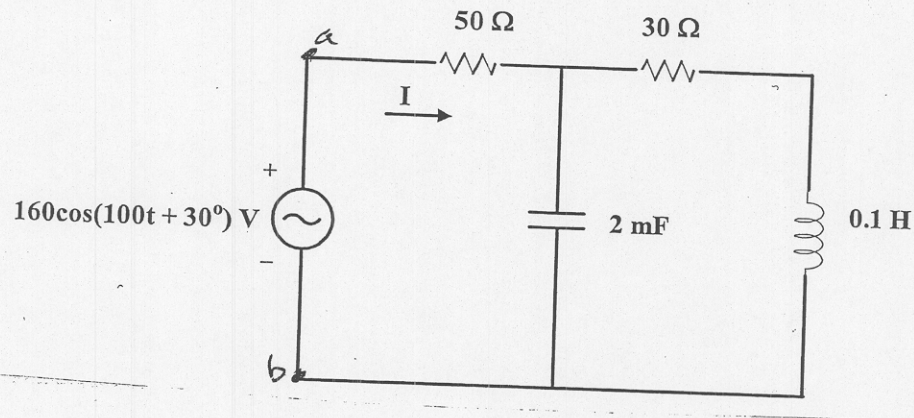 50 Ω
30 Ω
a
I
+
160cos(100t + 30°) V
2 mF
0.1 H
−
b